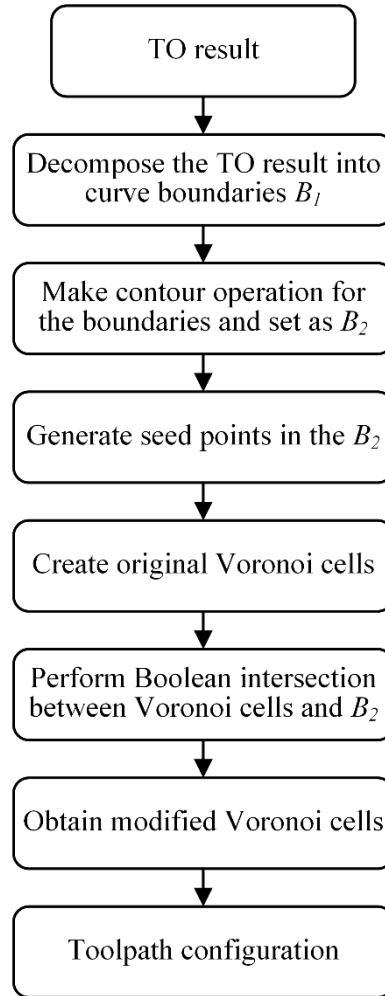 TO result
Decompose the TO result into
curve boundaries B₁
Make contour operation for
the boundaries and set as B₂
Generate seed points in the B₂
Create original Voronoi cells
Perform Boolean intersection
between Voronoi cells and B₂
Obtain modified Voronoi cells
Toolpath configuration